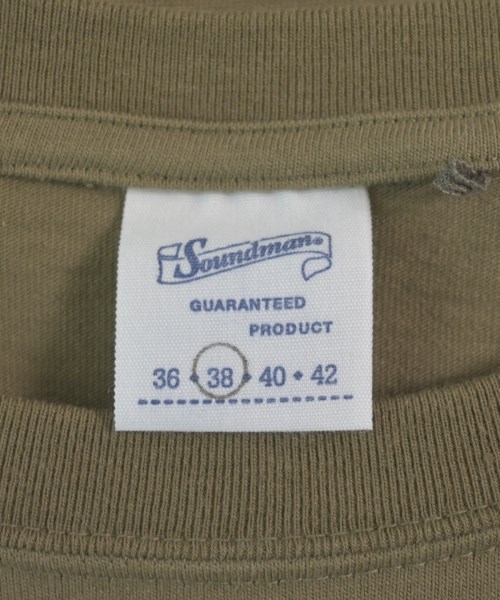 Soundman®
GUARANTEED
PRODUCT
36 • 38 • 40 • 42